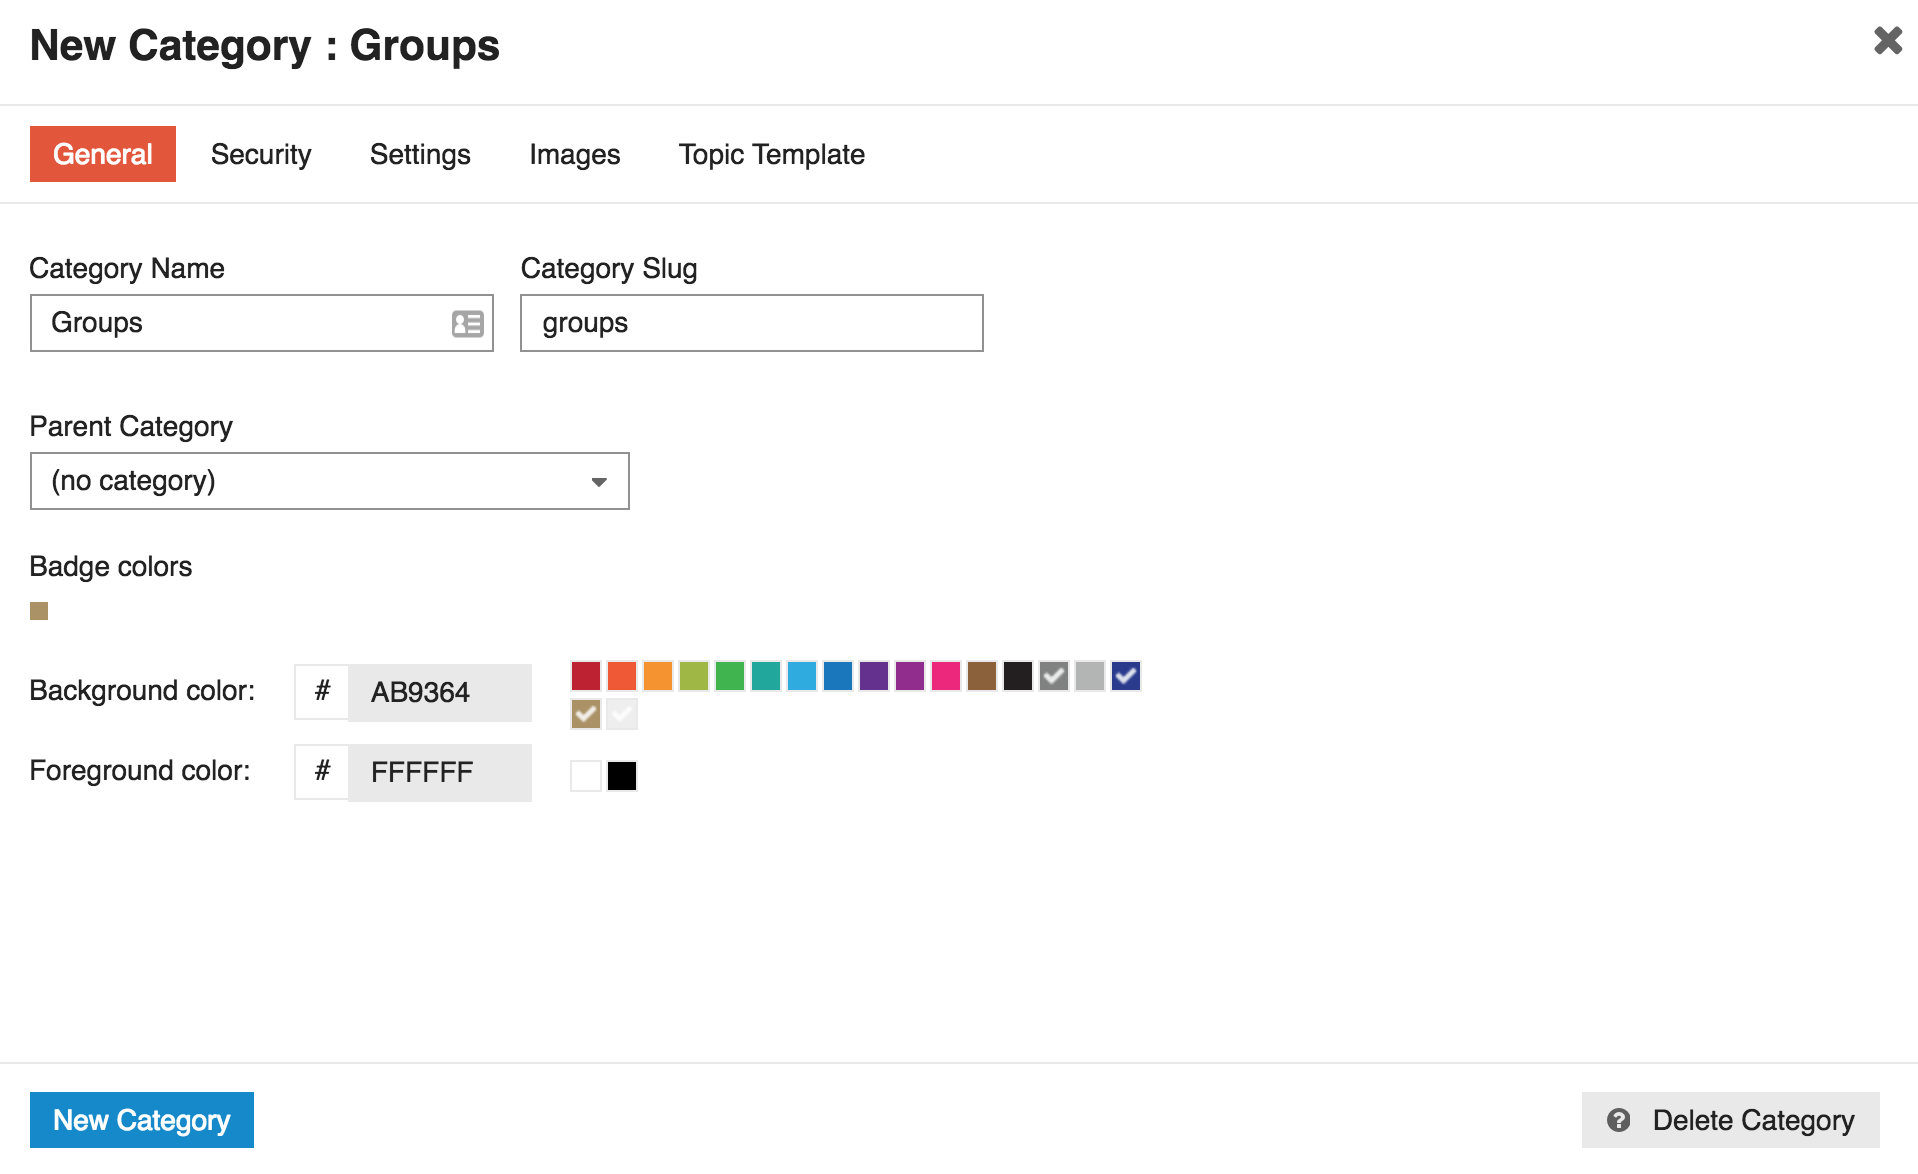 New Category : Groups
General Security Settings Images Topic Template
Category Name Category Slug
Groups groups
Parent Category
(no category)
Badge colors
Background color: # AB9364
Foreground color: # FFFFFF
New Category ? Delete Category